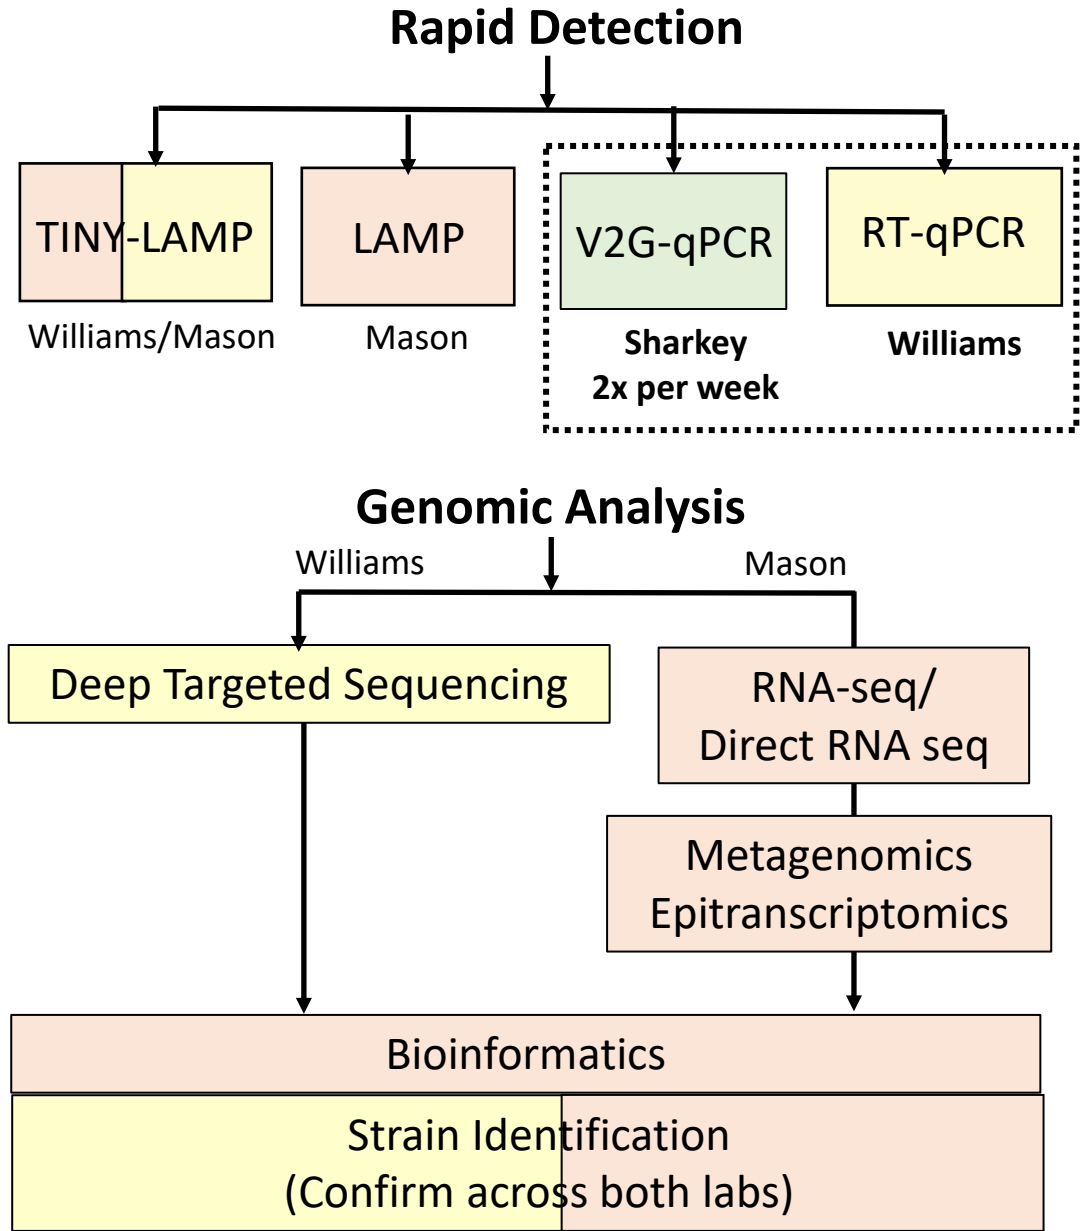 Rapid Detection
TINY-LAMP
LAMP
V2G-qPCR
RT-qPCR
Williams/Mason
Mason
Sharkey
2x per week
Williams
Genomic Analysis
Williams
Mason
Deep Targeted Sequencing
RNA-seq/
Direct RNA seq
Metagenomics
Epitranscriptomics
Bioinformatics
Strain Identification
(Confirm across both labs)